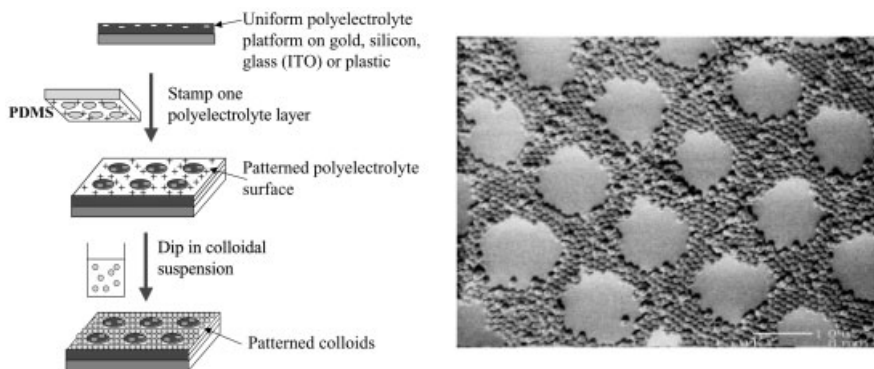 Uniform polyelectrolyte
platform on gold, silicon,
glass (ITO) or plastic
PDMS
Stamp one
polyelectrolyte layer
Patterned polyelectrolyte
surface
Dip in colloidal
suspension
Patterned colloids